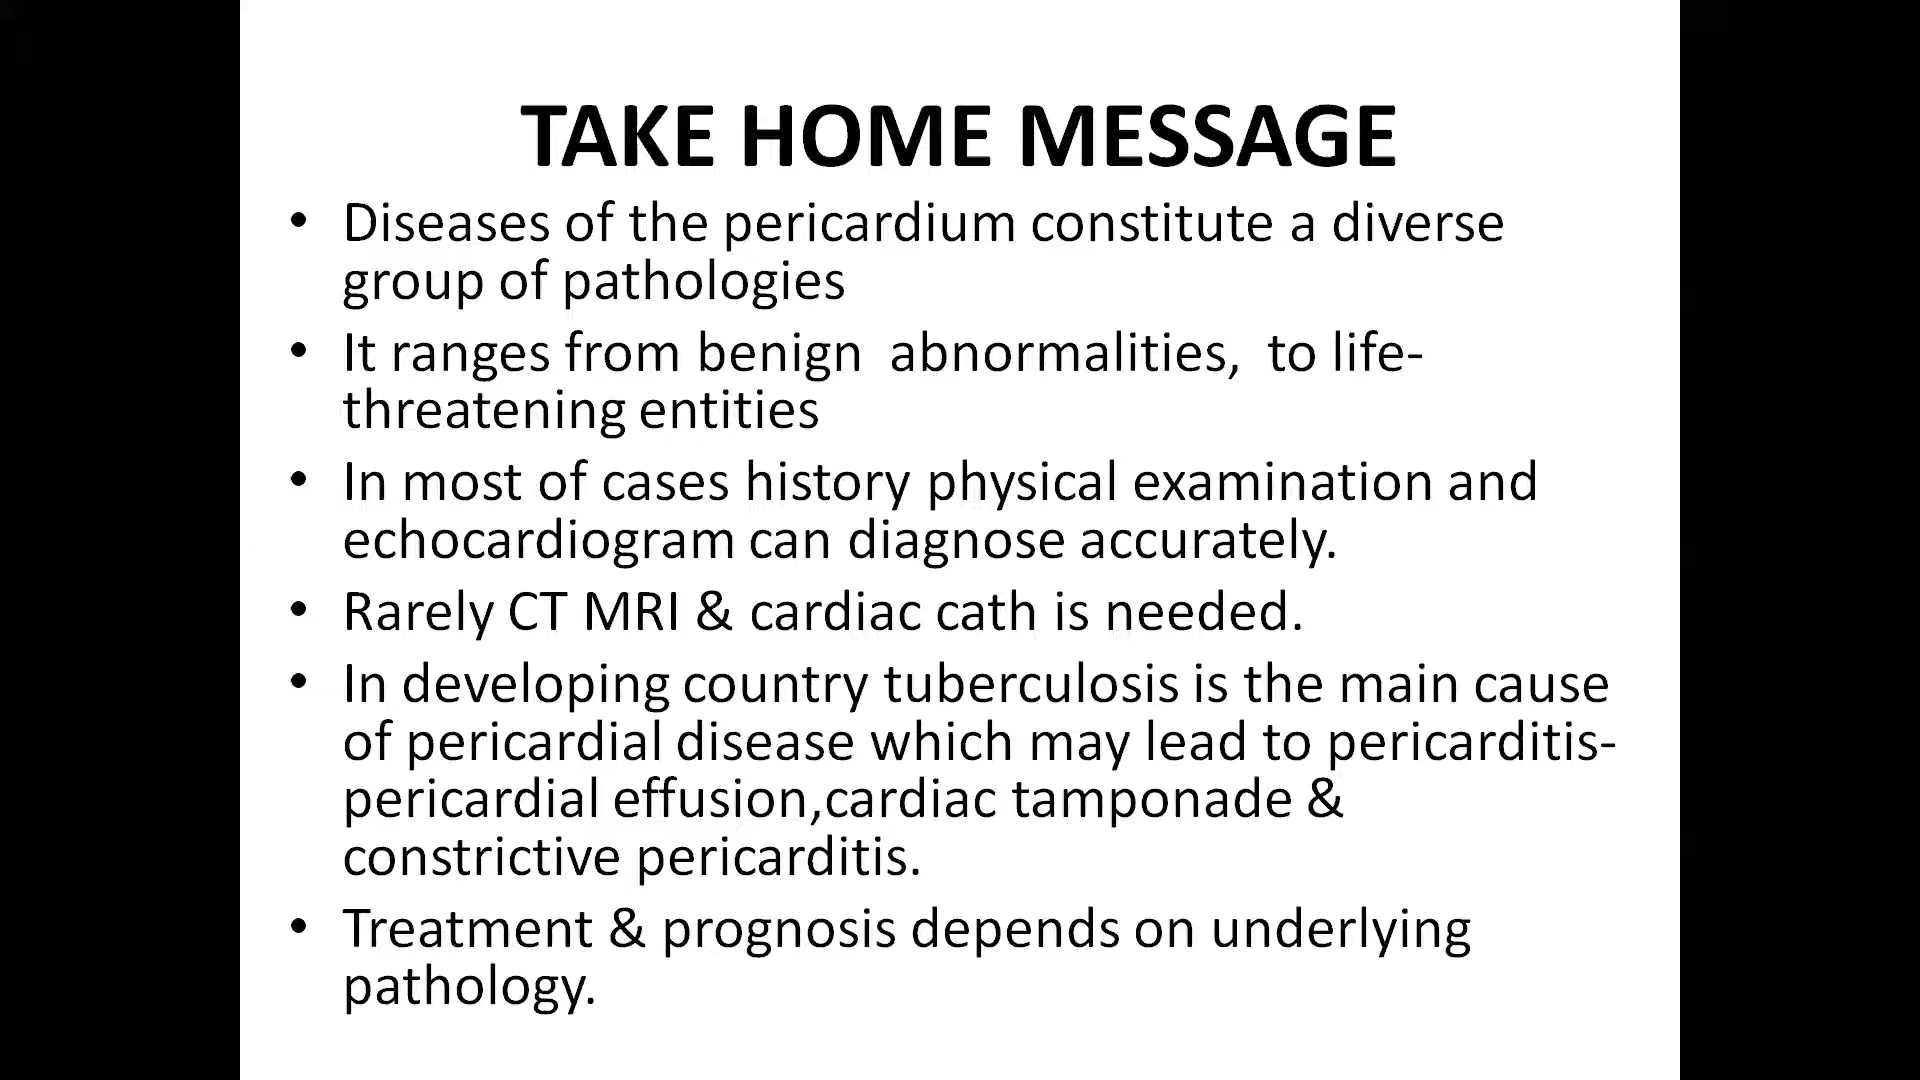 TAKE HOME MESSAGE
• Diseases of the pericardium constitute a diverse
group of pathologies
• It ranges from benign  abnormalities,  to life-
threatening entities
• In most of cases history physical examination and
echocardiogram can diagnose accurately.
• Rarely CT MRI & cardiac cath is needed.
• In developing country tuberculosis is the main cause
of pericardial disease which may lead to pericarditis-
pericardial effusion,cardiac tamponade &
constrictive pericarditis.
• Treatment & prognosis depends on underlying
pathology.